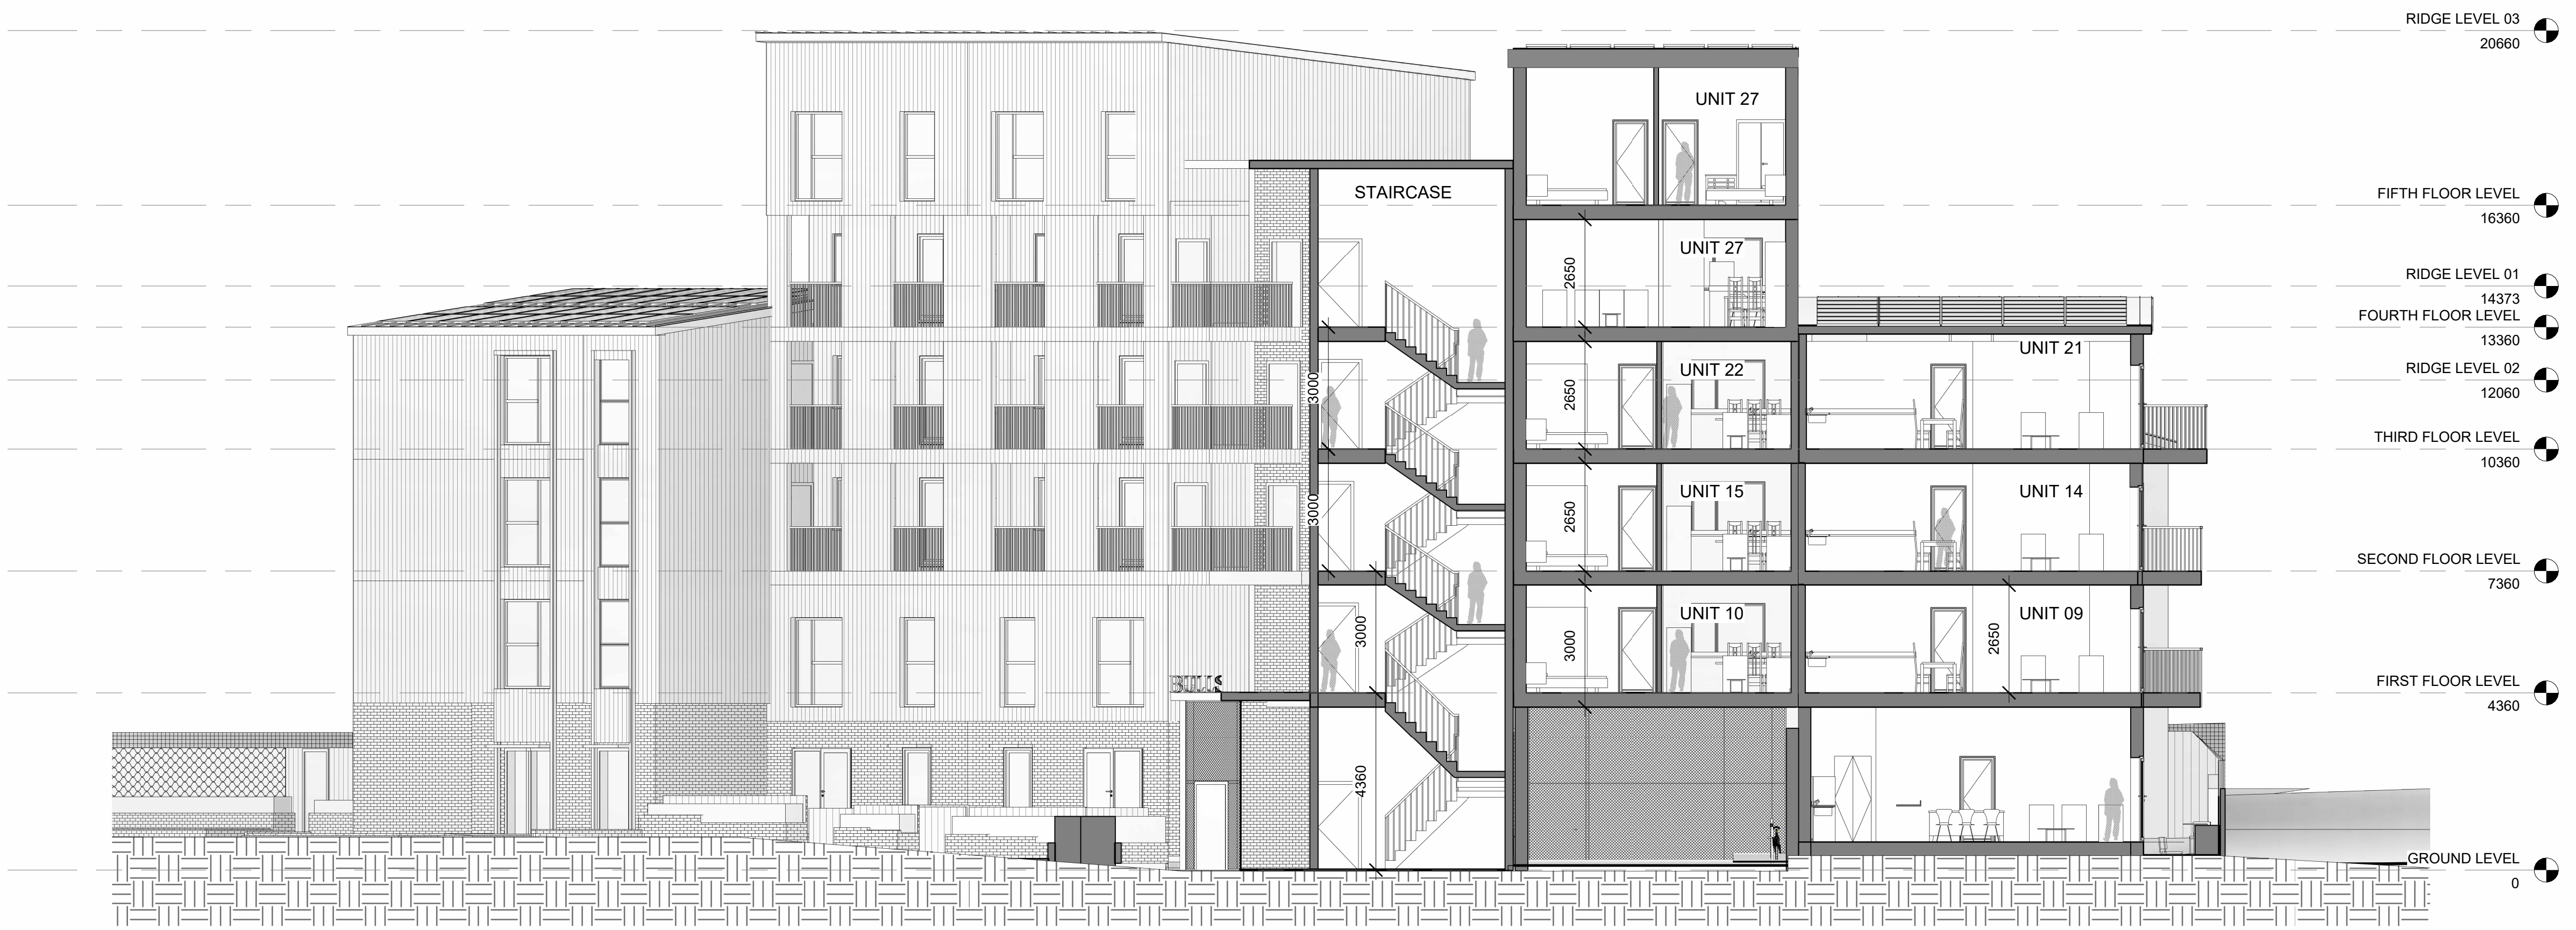 RIDGE LEVEL 03
20660
UNIT 27
STAIRCASE
FIFTH FLOOR LEVEL
16360
UNIT 27
2650
RIDGE LEVEL 01
14373
FOURTH FLOOR LEVEL
13360
UNIT 21
UNIT 22
RIDGE LEVEL 02
12060
3000
2650
THIRD FLOOR LEVEL
10360
UNIT 15
UNIT 14
3000
2650
SECOND FLOOR LEVEL
7360
UNIT 10
UNIT 09
3000
3000
2650
FIRST FLOOR LEVEL
4360
4360
GROUND LEVEL
0